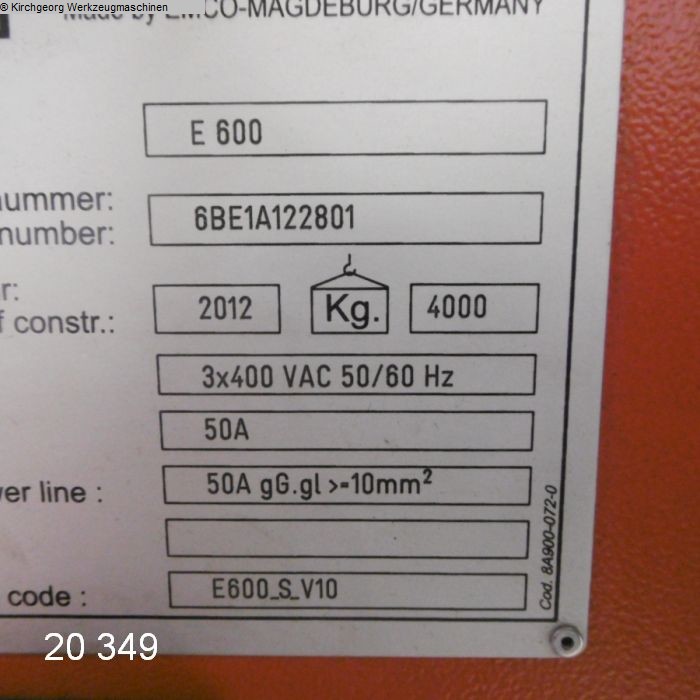 © Kirchgeorg Werkzeugmaschinen
Made by EMCO-MAGDEBURG/GERMANY
E 600
nummer:
number: 6BE1A122801
r:
f constr.: 2012 Kg. 4000
3x400 VAC 50/60 Hz
50A
wer line : 50A gG.gl >=10mm²
code : E600_S_V10
Cod. 8A900-072-0
20 349